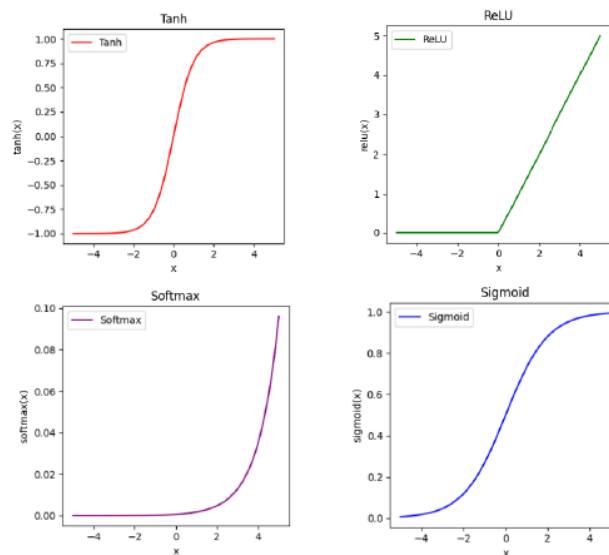 Tanh
Tanh
1.00
0.75
0.50
0.25
0.00
−0.25
−0.50
−0.75
−1.00
tanh(x)
−4 −2 0 2 4
x
ReLU
ReLU
5
4
3
2
1
0
relu(x)
−4 −2 0 2 4
x
Softmax
Softmax
0.10
0.08
0.06
0.04
0.02
0.00
softmax(x)
−4 −2 0 2 4
x
Sigmoid
Sigmoid
1.0
0.8
0.6
0.4
0.2
0.0
sigmoid(x)
−4 −2 0 2 4
x